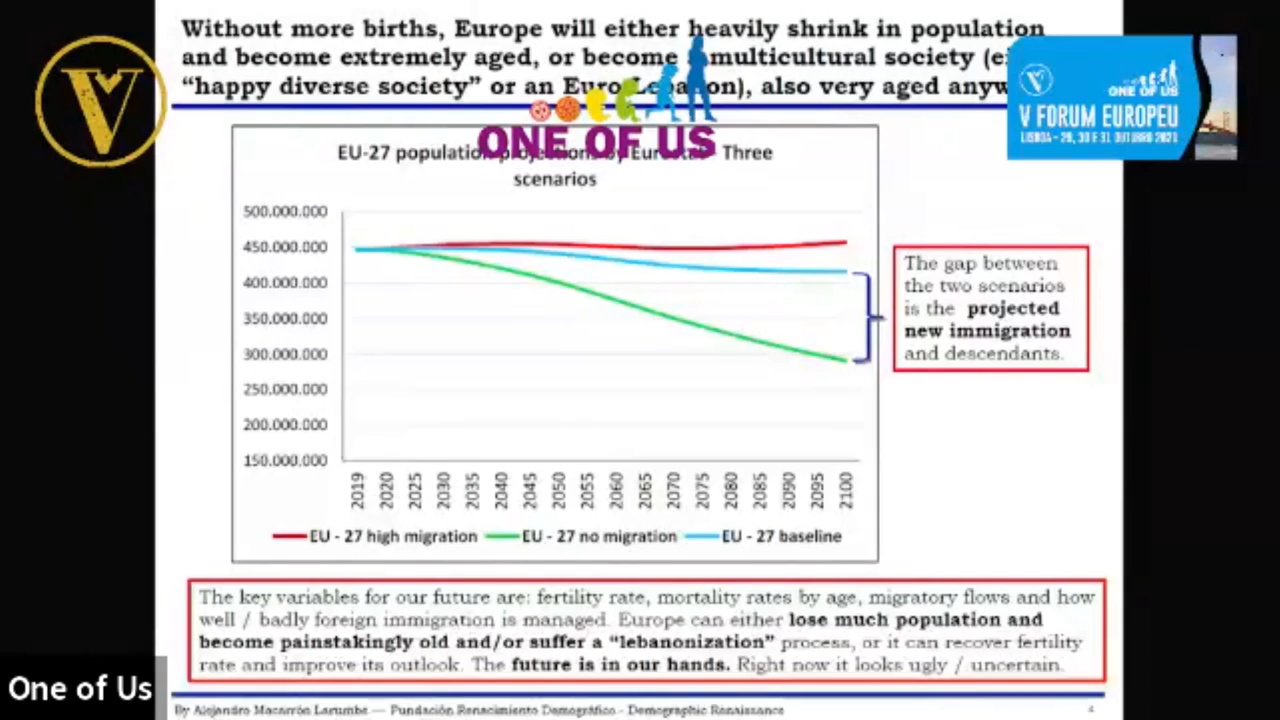 Without more births, Europe will either heavily shrink in population
and become extremely aged, or become multicultural society
“happy diverse society” or an Euro Lebanon), also very aged
V
ONE OF US
V FORUM EUROPEU
LISBOA - 29, 30 E 31 OUTUBRO 2021
ONE OF US
EU-27 population projections by Eurostat - Three
scenarios
500.000.000
450.000.000
400.000.000
350.000.000
300.000.000
250.000.000
200.000.000
150.000.000
2019 2020 2025 2030 2035 2040 2045 2050 2055 2060 2065 2070 2075 2080 2085 2090 2095 2100
EU - 27 high migration EU - 27 no migration EU - 27 baseline
The gap between
the two scenarios
is the projected
new immigration
and descendants.
The key variables for our future are: fertility rate, mortality rates by age, migratory flows and how
well / badly foreign immigration is managed. Europe can either lose much population and
become painstakingly old and/or suffer a “lebanonization” process, or it can recover fertility
rate and improve its outlook. The future is in our hands. Right now it looks ugly / uncertain.
One of Us
By Alejandro Macarrón Larumbe — Fundación Renacimiento Demográfico - Demographic Renaissance